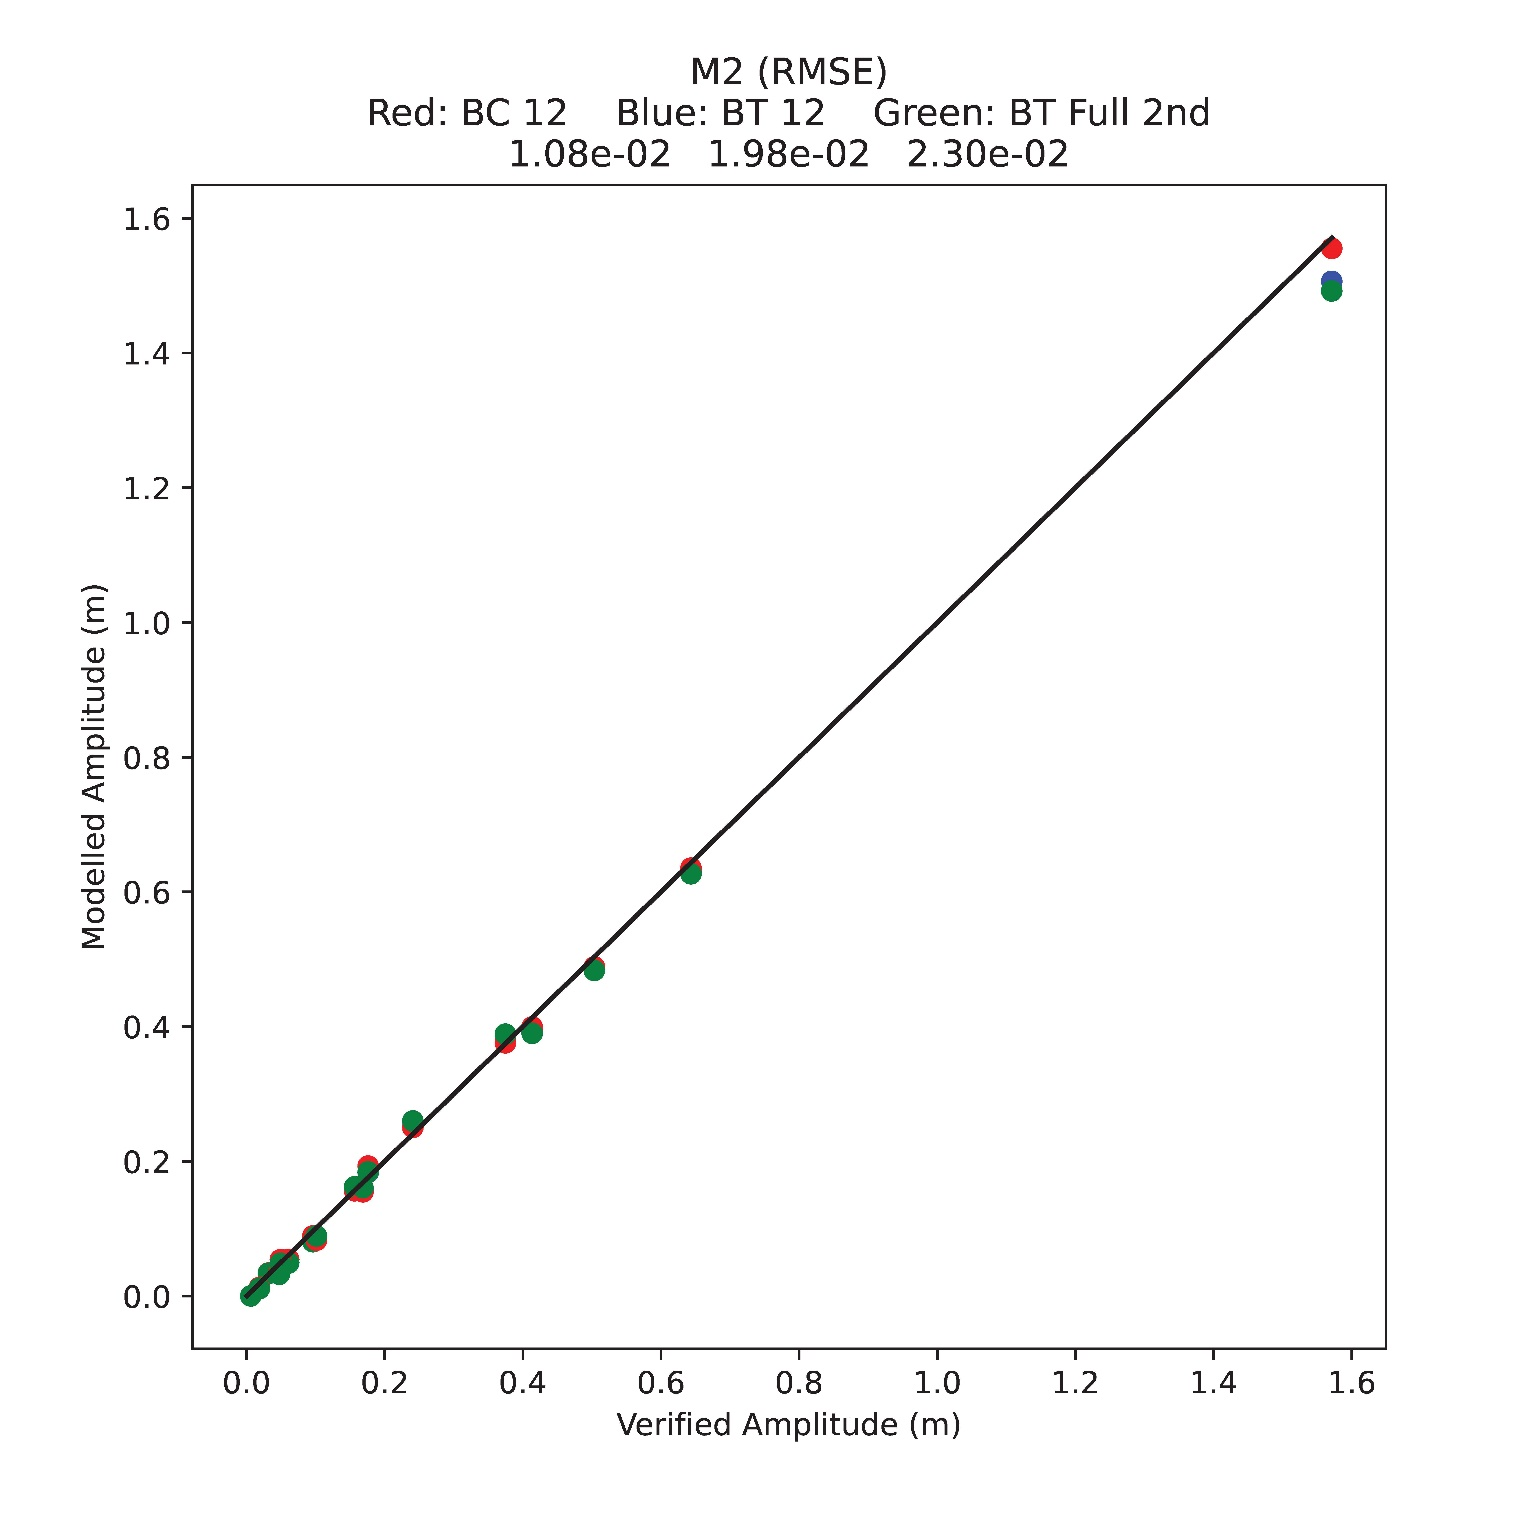 M2 (RMSE)
Red: BC 12 Blue: BT 12 Green: BT Full 2nd
1.08e-02 1.98e-02 2.30e-02
1.6
1.4
1.2
1.0
0.8
0.6
0.4
0.2
0.0
Modelled Amplitude (m)
0.0 0.2 0.4 0.6 0.8 1.0 1.2 1.4 1.6
Verified Amplitude (m)